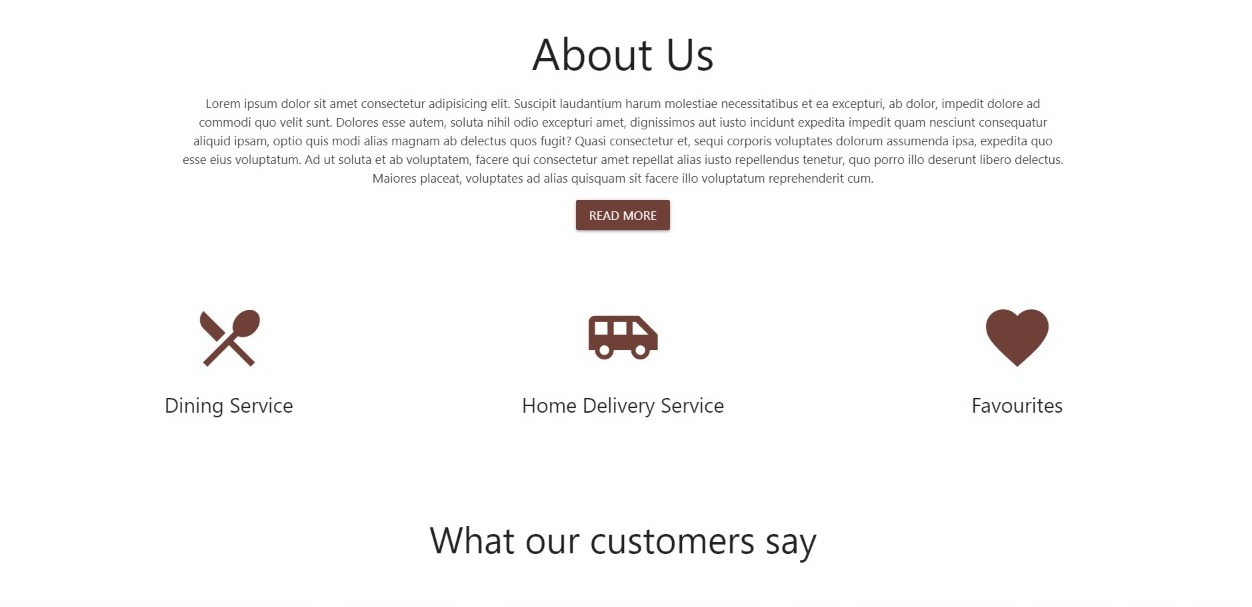 About Us
Lorem ipsum dolor sit amet consectetur adipisicing elit. Suscipit laudantium harum molestiae necessitatibus et ea excepturi, ab dolor, impedit dolore ad
commodi quo velit sunt. Dolores esse autem, soluta nihil odio excepturi amet, dignissimos aut iusto incidunt expedita impedit quam nesciunt consequatur
aliquid ipsam, optio quis modi alias magnam ab delectus quos fugit? Quasi consectetur et, sequi corporis voluptates dolorum assumenda ipsa, expedita quo
esse eius voluptatum. Ad ut soluta et ab voluptatem, facere qui consectetur amet repellat alias iusto repellendus tenetur, quo porro illo deserunt libero delectus.
Maiores placeat, voluptates ad alias quisquam sit facere illo voluptatum reprehenderit cum.
READ MORE
Dining Service
Home Delivery Service
Favourites
What our customers say